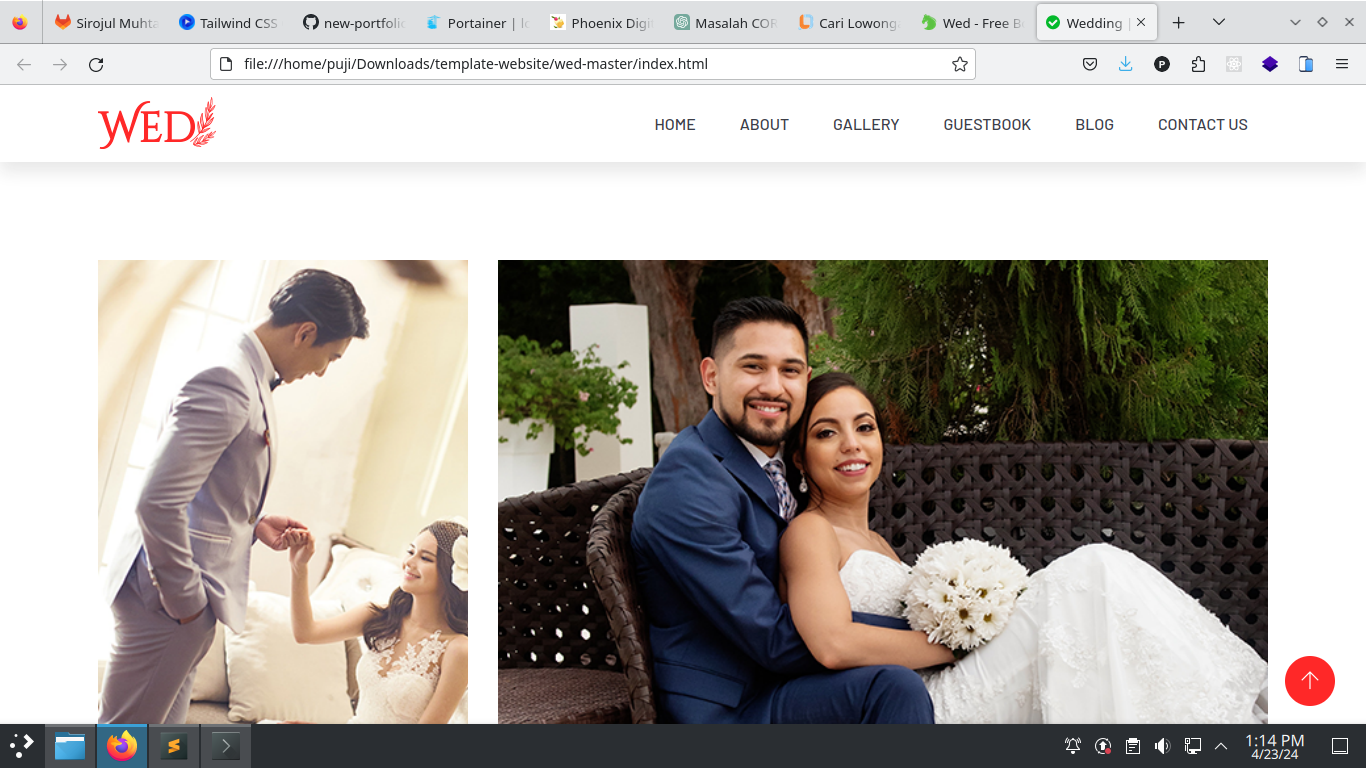 Sirojul Muhta
Tailwind CSS
new-portfolio
Portainer | lo
Phoenix Digit
Masalah COR
Cari Lowong
Wed - Free B
Wedding |
file:///home/puji/Downloads/template-website/wed-master/index.html
P
WED
HOME
ABOUT
GALLERY
GUESTBOOK
BLOG
CONTACT US
1:14 PM
4/23/24